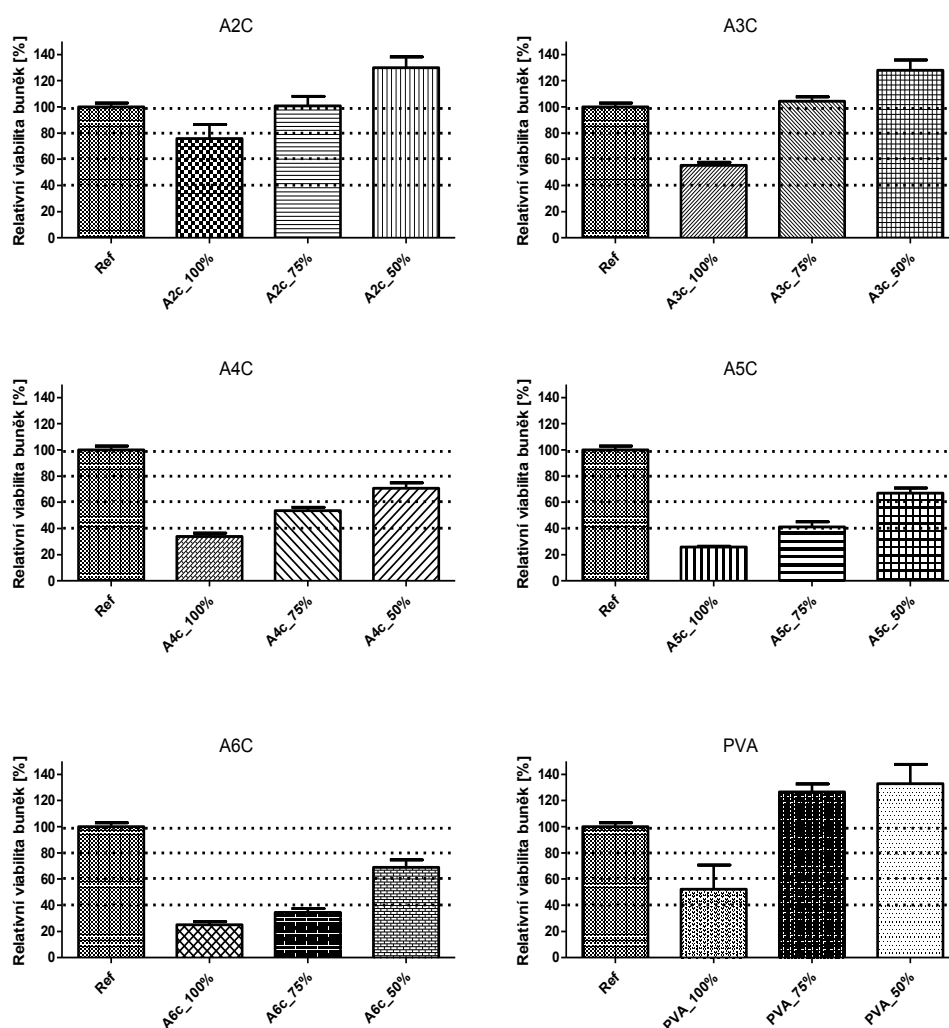 A2C
Relativní viabilita buněk [%]
140
120
100
80
60
40
20
0
Ref
A2c_100%
A2c_75%
A2c_50%
A3C
Relativní viabilita buněk [%]
140
120
100
80
60
40
20
0
Ref
A3c_100%
A3c_75%
A3c_50%
A4C
Relativní viabilita buněk [%]
140
120
100
80
60
40
20
0
Ref
A4c_100%
A4c_75%
A4c_50%
A5C
Relativní viabilita buněk [%]
140
120
100
80
60
40
20
0
Ref
A5c_100%
A5c_75%
A5c_50%
A6C
Relativní viabilita buněk [%]
140
120
100
80
60
40
20
0
Ref
A6c_100%
A6c_75%
A6c_50%
PVA
Relativní viabilita buněk [%]
140
120
100
80
60
40
20
0
Ref
PVA_100%
PVA_75%
PVA_50%